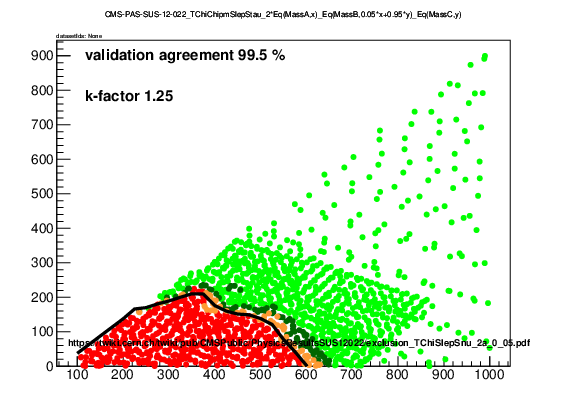 CMS-PAS-SUS-12-022_TChiChipmSlepStau_2*Eq(MassA,x)_Eq(MassB,0.05*x+0.95*y)_Eq(MassC,y)
datasetIds: None
validation agreement 99.5 %
k-factor 1.25
900
800
700
600
500
400
300
200
100
0
100 200 300 400 500 600 700 800 900 1000